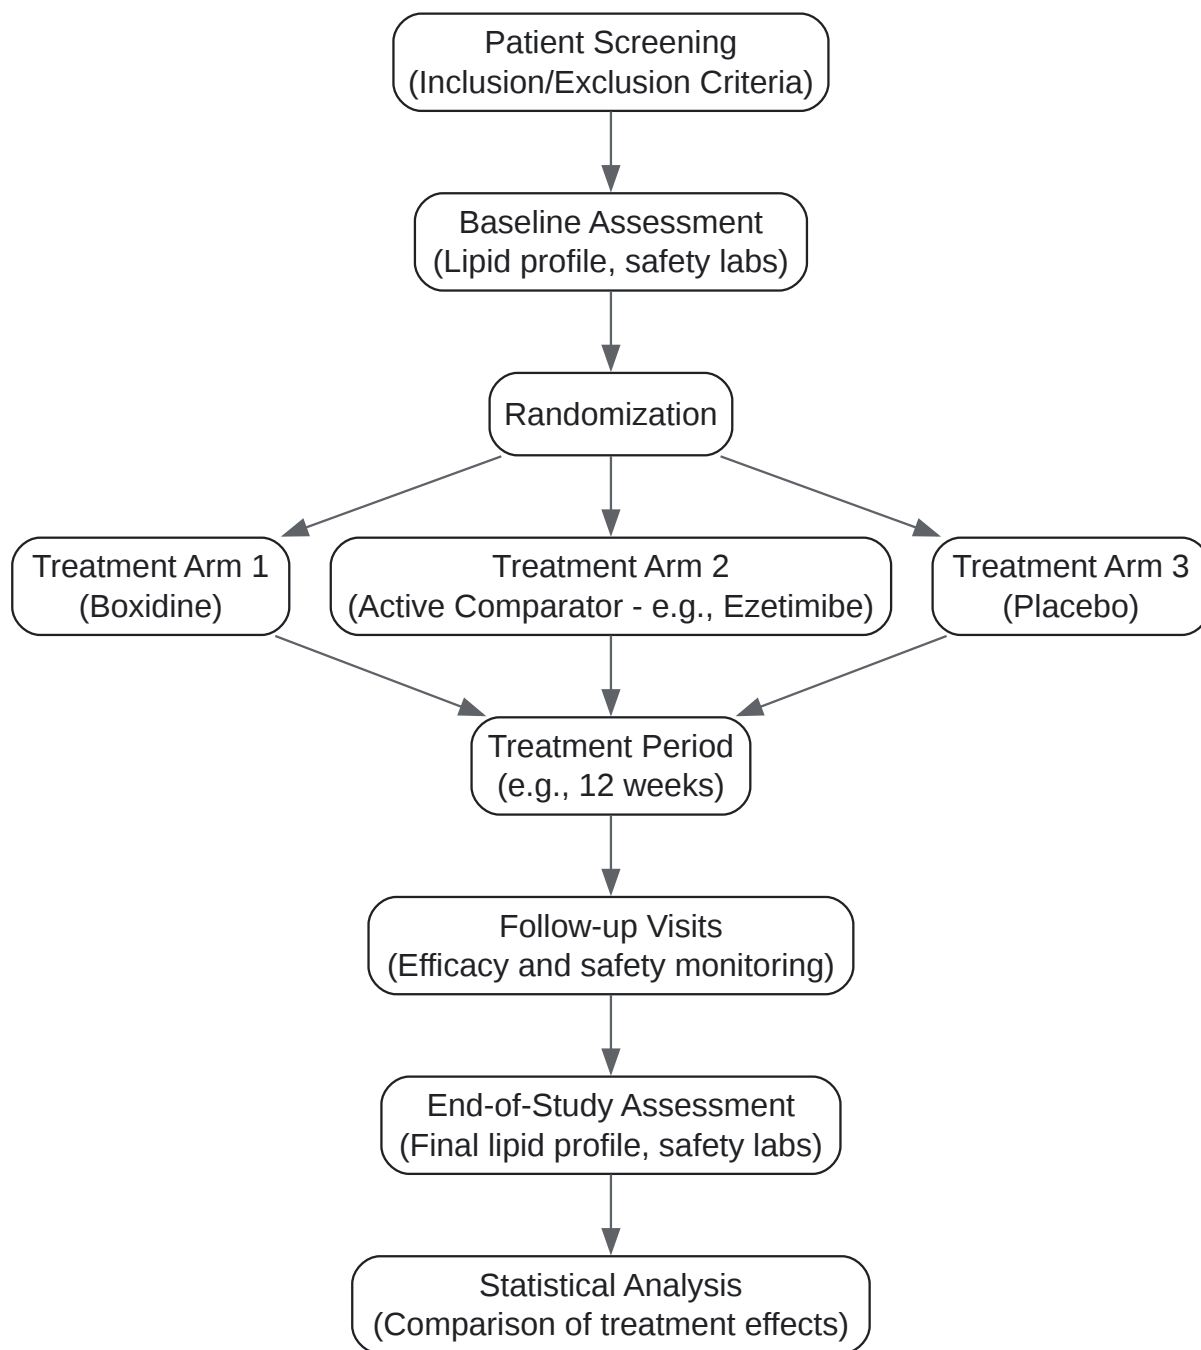 Patient Screening
(Inclusion/Exclusion Criteria)
Baseline Assessment
(Lipid profile, safety labs)
Randomization
Treatment Arm 1
(Boxidine)
Treatment Arm 2
(Active Comparator - e.g., Ezetimibe)
Treatment Arm 3
(Placebo)
Treatment Period
(e.g., 12 weeks)
Follow-up Visits
(Efficacy and safety monitoring)
End-of-Study Assessment
(Final lipid profile, safety labs)
Statistical Analysis
(Comparison of treatment effects)